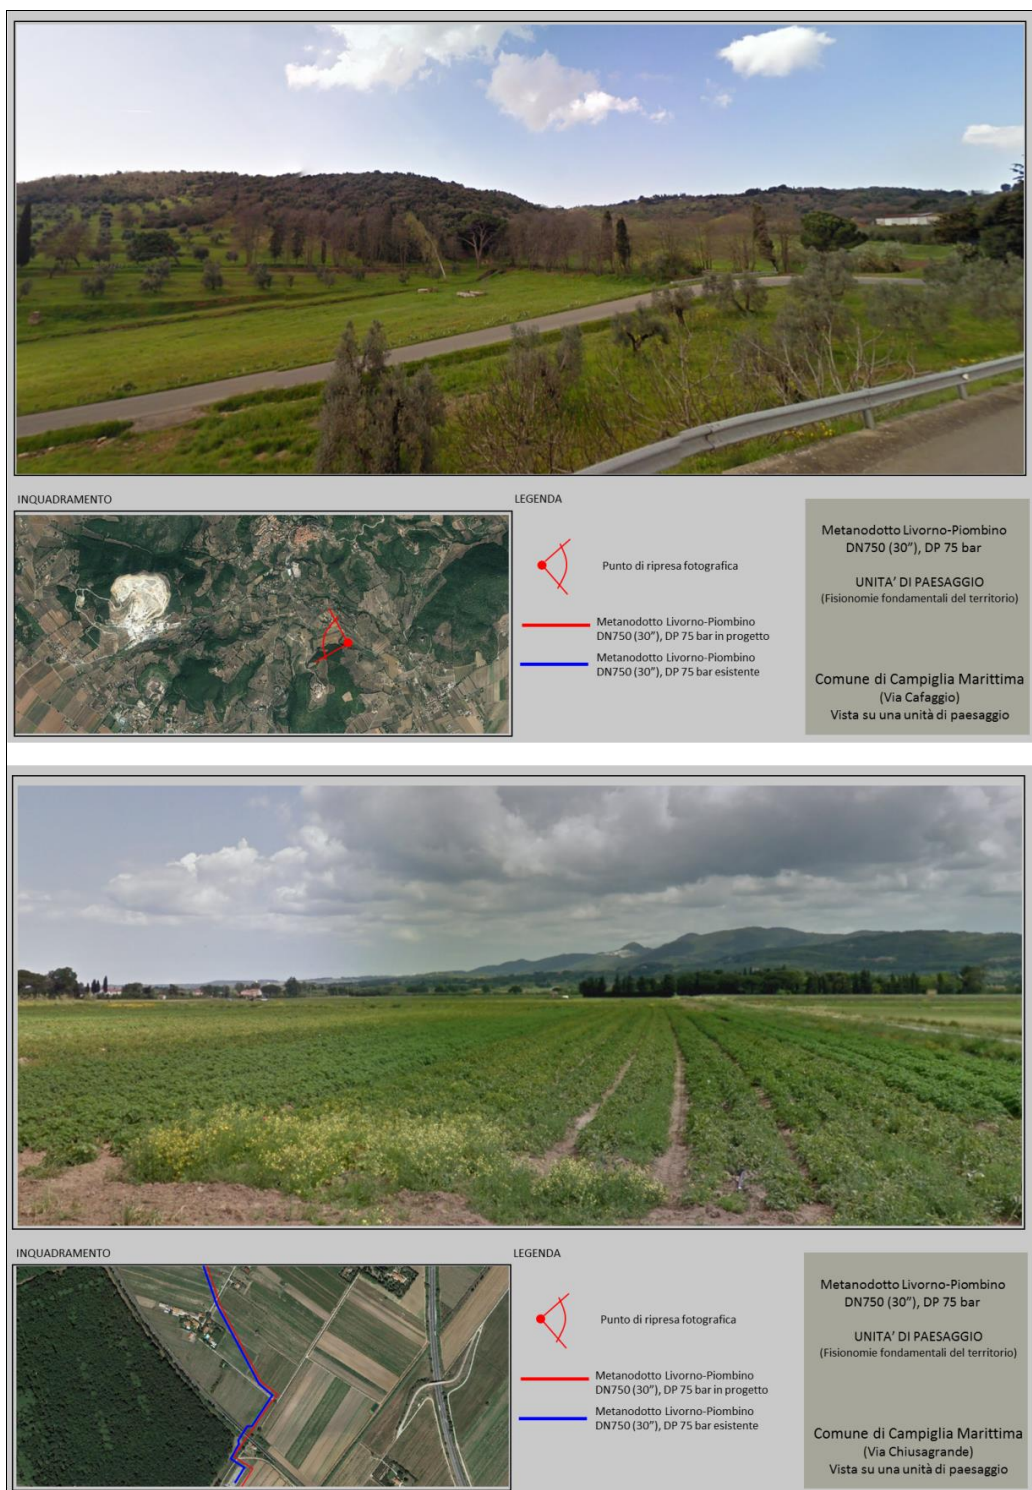 INQUADRAMENTO
LEGENDA
Punto di ripresa fotografica
Metanodotto Livorno-Piombino
DN750 (30”), DP 75 bar in progetto
Metanodotto Livorno-Piombino
DN750 (30”), DP 75 bar esistente
Metanodotto Livorno-Piombino
DN750 (30”), DP 75 bar
UNITA’ DI PAESAGGIO
(Fisionomie fondamentali del territorio)
Comune di Campiglia Marittima
(Via Cafaggio)
Vista su una unità di paesaggio
INQUADRAMENTO
LEGENDA
Punto di ripresa fotografica
Metanodotto Livorno-Piombino
DN750 (30”), DP 75 bar in progetto
Metanodotto Livorno-Piombino
DN750 (30”), DP 75 bar esistente
Metanodotto Livorno-Piombino
DN750 (30”), DP 75 bar
UNITA’ DI PAESAGGIO
(Fisionomie fondamentali del territorio)
Comune di Campiglia Marittima
(Via Chiusagrande)
Vista su una unità di paesaggio